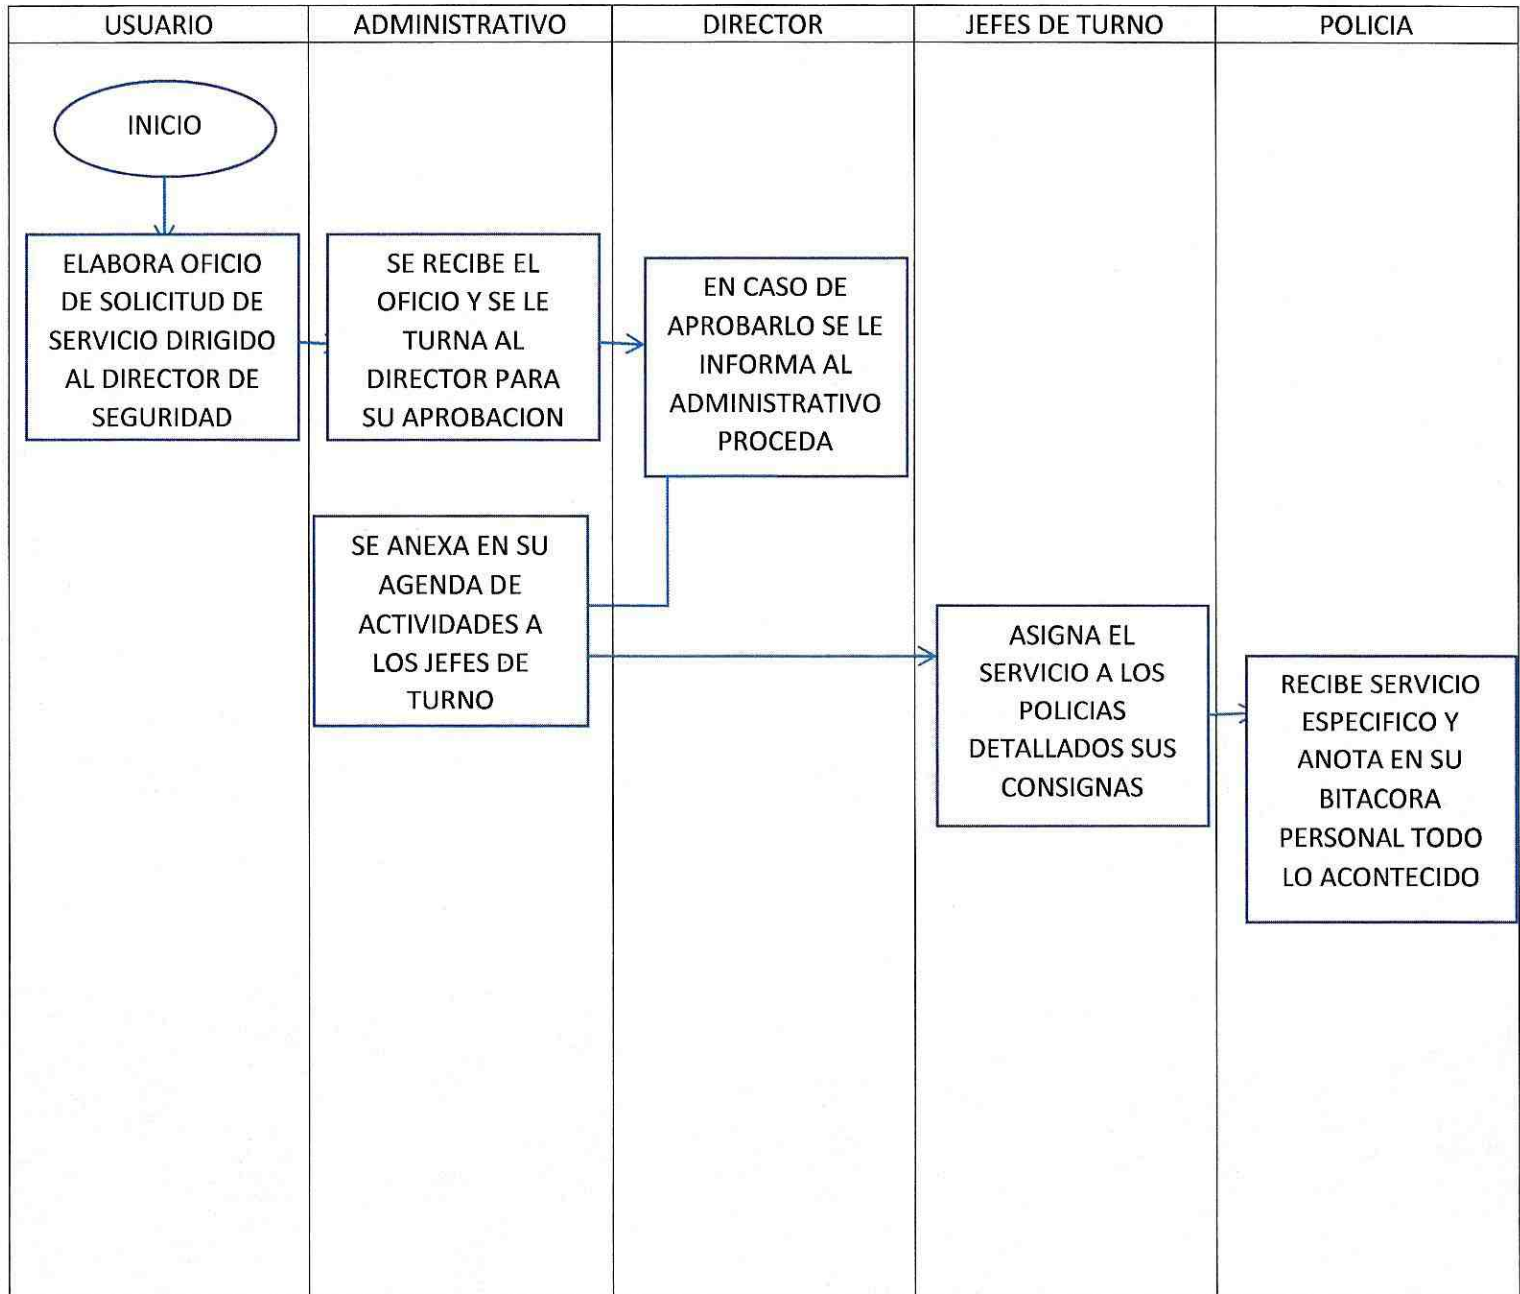 USUARIO
ADMINISTRATIVO
DIRECTOR
JEFES DE TURNO
POLICIA
INICIO
ELABORA OFICIO
DE SOLICITUD DE
SERVICIO DIRIGIDO
AL DIRECTOR DE
SEGURIDAD
SE RECIBE EL
OFICIO Y SE LE
TURNA AL
DIRECTOR PARA
SU APROBACION
EN CASO DE
APROBARLO SE LE
INFORMA AL
ADMINISTRATIVO
PROCEDA
SE ANEXA EN SU
AGENDA DE
ACTIVIDADES A
LOS JEFES DE
TURNO
ASIGNA EL
SERVICIO A LOS
POLICIAS
DETALLADOS SUS
CONSIGNAS
RECIBE SERVICIO
ESPECIFICO Y
ANOTA EN SU
BITACORA
PERSONAL TODO
LO ACONTECIDO